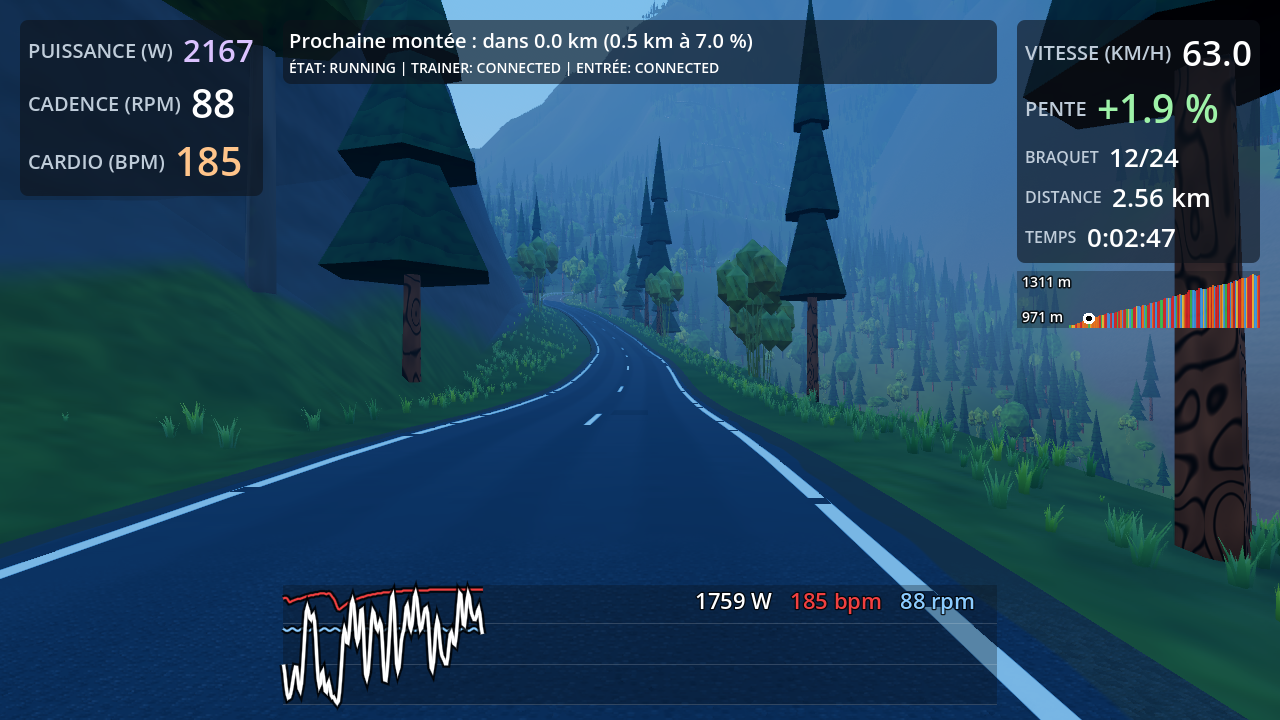 PUISSANCE (W) 2167
CADENCE (RPM) 88
CARDIO (BPM) 185
Prochaine montée : dans 0.0 km (0.5 km à 7.0 %)
ÉTAT: RUNNING | TRAINER: CONNECTED | ENTRÉE: CONNECTED
VITESSE (KM/H) 63.0
PENTE +1.9 %
BRAQUET 12/24
DISTANCE 2.56 km
TEMPS 0:02:47
1311 m
971 m
1759 W 185 bpm 88 rpm